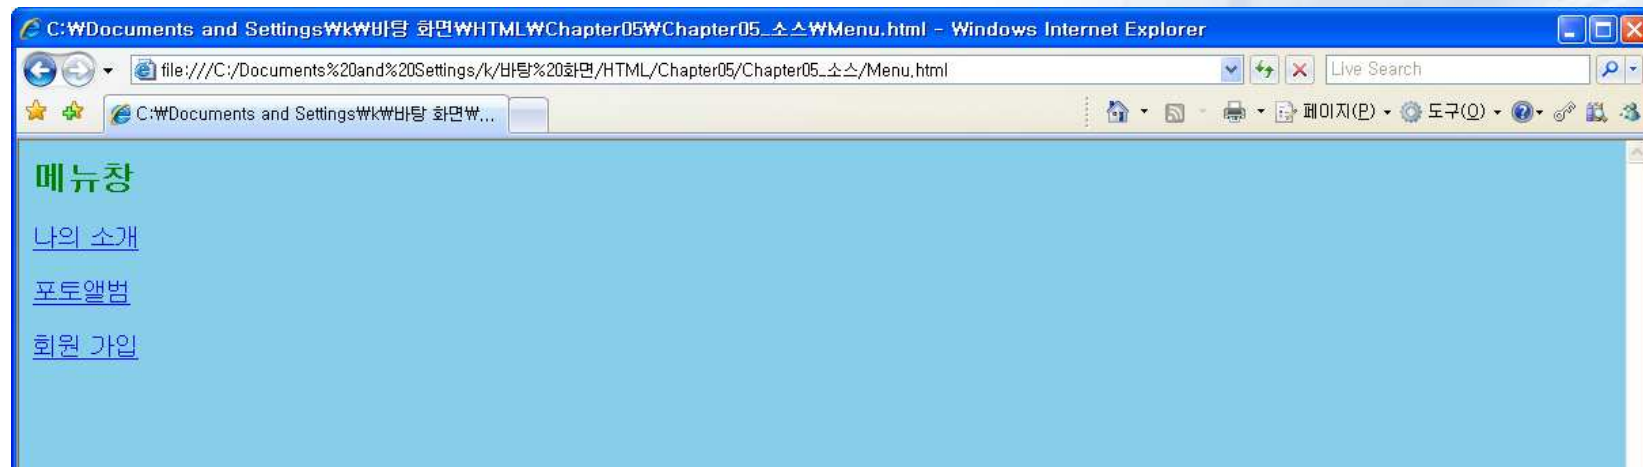 C:₩Documents and Settings₩k₩바탕 화면₩HTML₩Chapter05₩Chapter05_소스₩Menu.html - Windows Internet Explorer
file:///C:/Documents%20and%20Settings/k/바탕%20화면/HTML/Chapter05/Chapter05_소스/Menu.html
Live Search
C:₩Documents and Settings₩k₩바탕 화면₩...
페이지(P)
도구(O)
메뉴창
나의 소개
포토앨범
회원 가입